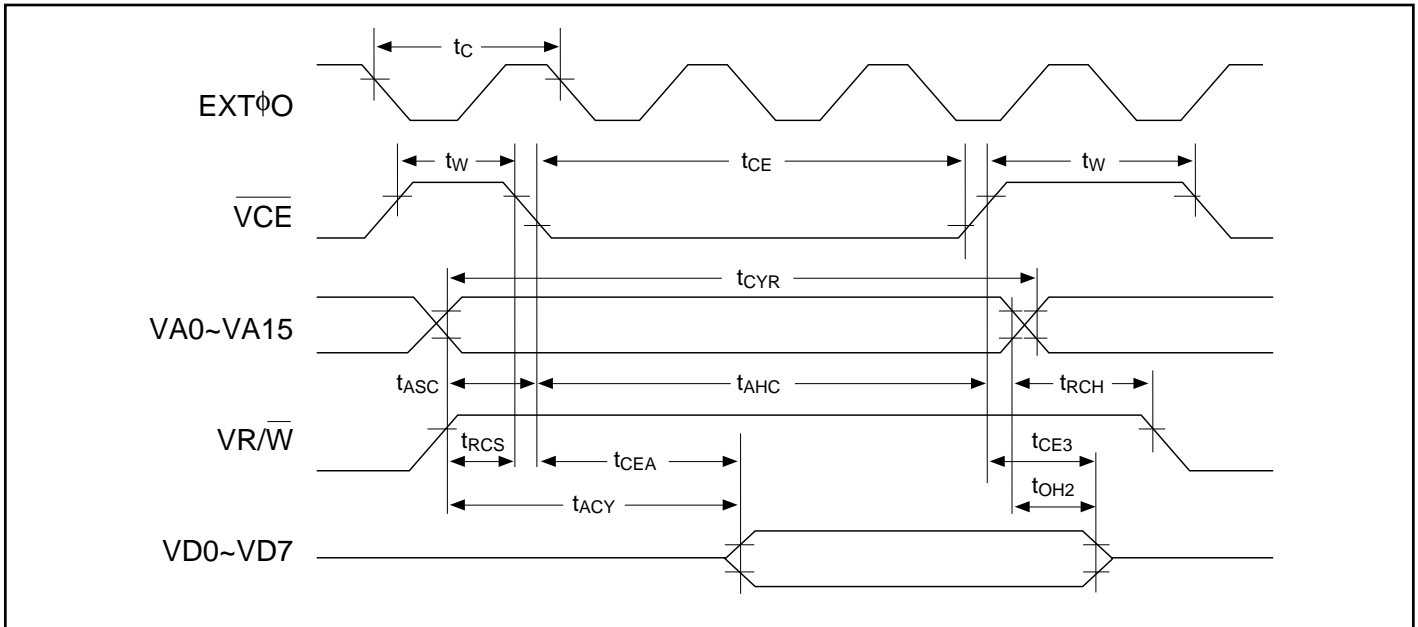 tC
EXTϕO
tW tCE tW
VCE
tCYR
VA0~VA15
tASC tAHC tRCH
VR/W
tRCS tCEA tCE3
tACY tOH2
VD0~VD7